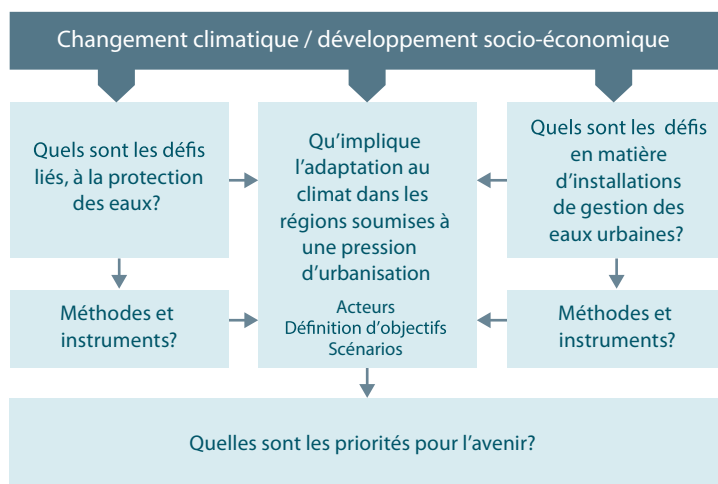 Changement climatique / développement socio-économique
Quels sont les défis
liés, à la protection
des eaux?
Méthodes et
instruments?
Qu'implique
l'adaptation au
climat dans les
régions soumises à
une pression
d'urbanisation
Acteurs
Définition d'objectifs
Scénarios
Quels sont les défis
en matière
d'installations
de gestion des
eaux urbaines?
Méthodes et
instruments?
Quelles sont les priorités pour l'avenir?